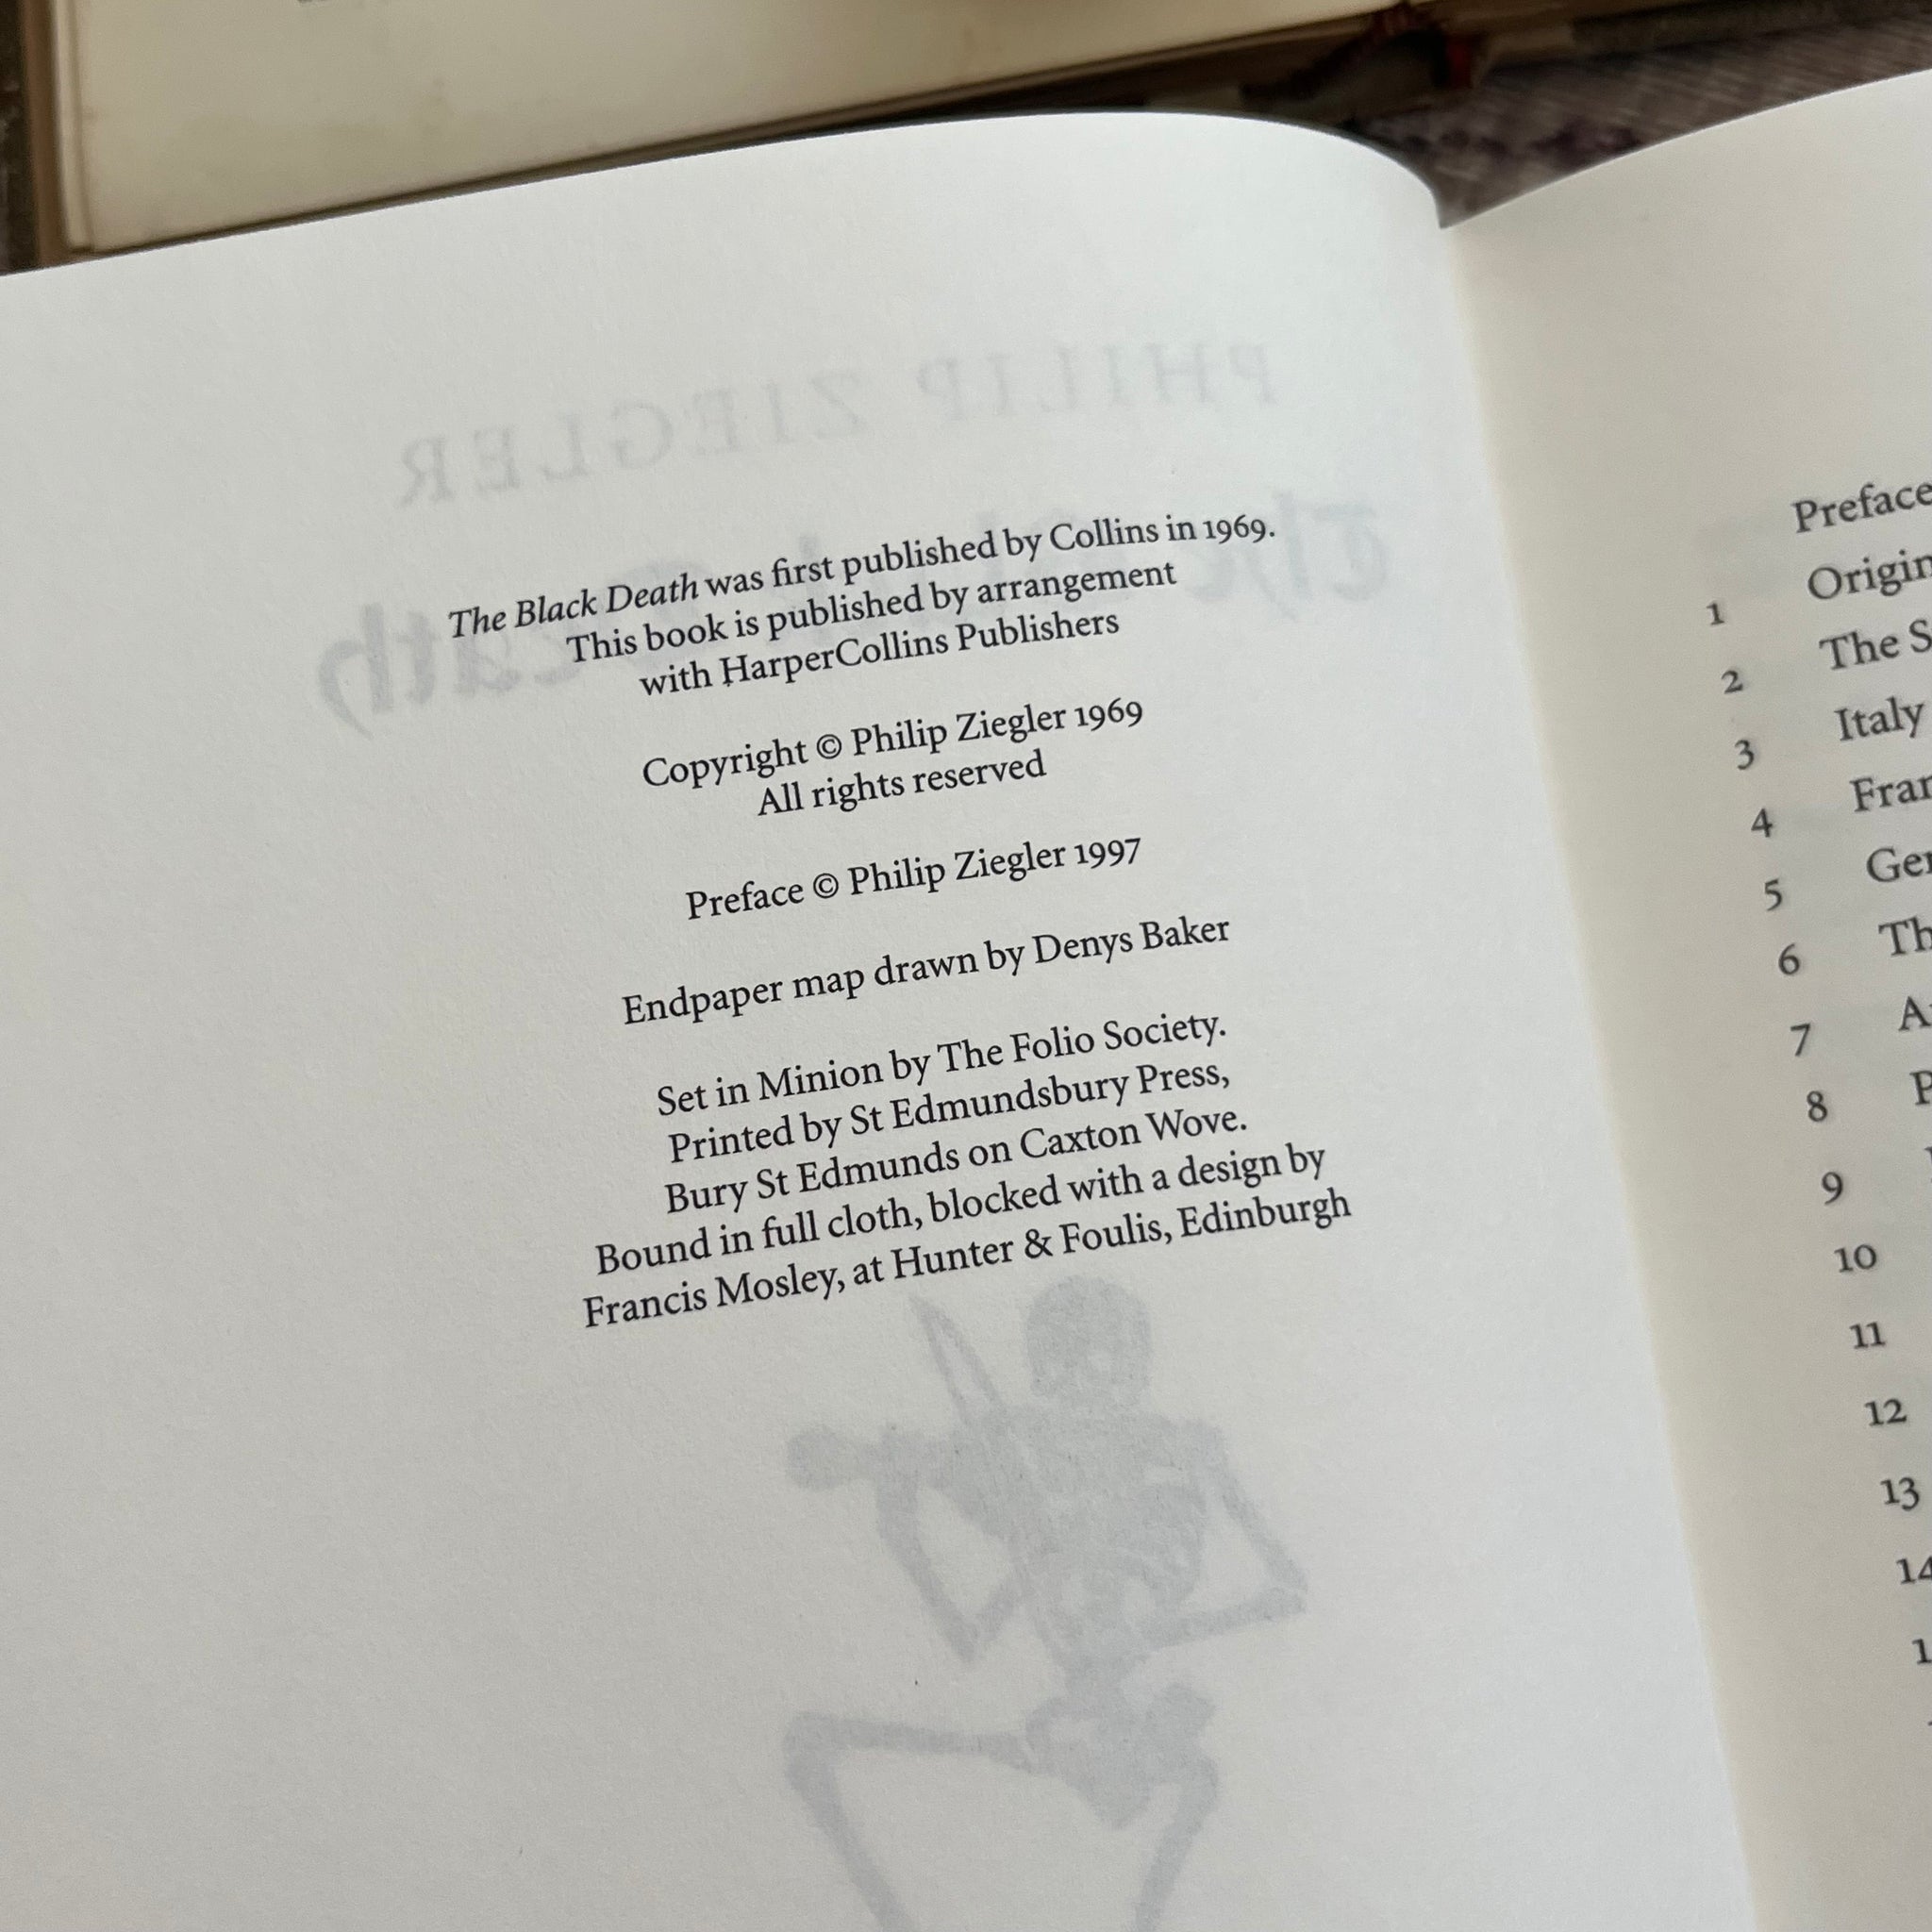 The Black Death was first published by Collins in 1969.
This book is published by arrangement
with HarperCollins Publishers
Copyright © Philip Ziegler 1969
All rights reserved
Preface © Philip Ziegler 1997
Endpaper map drawn by Denys Baker
Set in Minion by The Folio Society.
Printed by St Edmundsbury Press,
Bury St Edmunds on Caxton Wove.
Bound in full cloth, blocked with a design by
Francis Mosley, at Hunter & Foulis, Edinburgh
PHILIP ZIEGLER
Preface
1
2 The
3 Italy
4
5
6
7
8
9
10
11
12
13
14